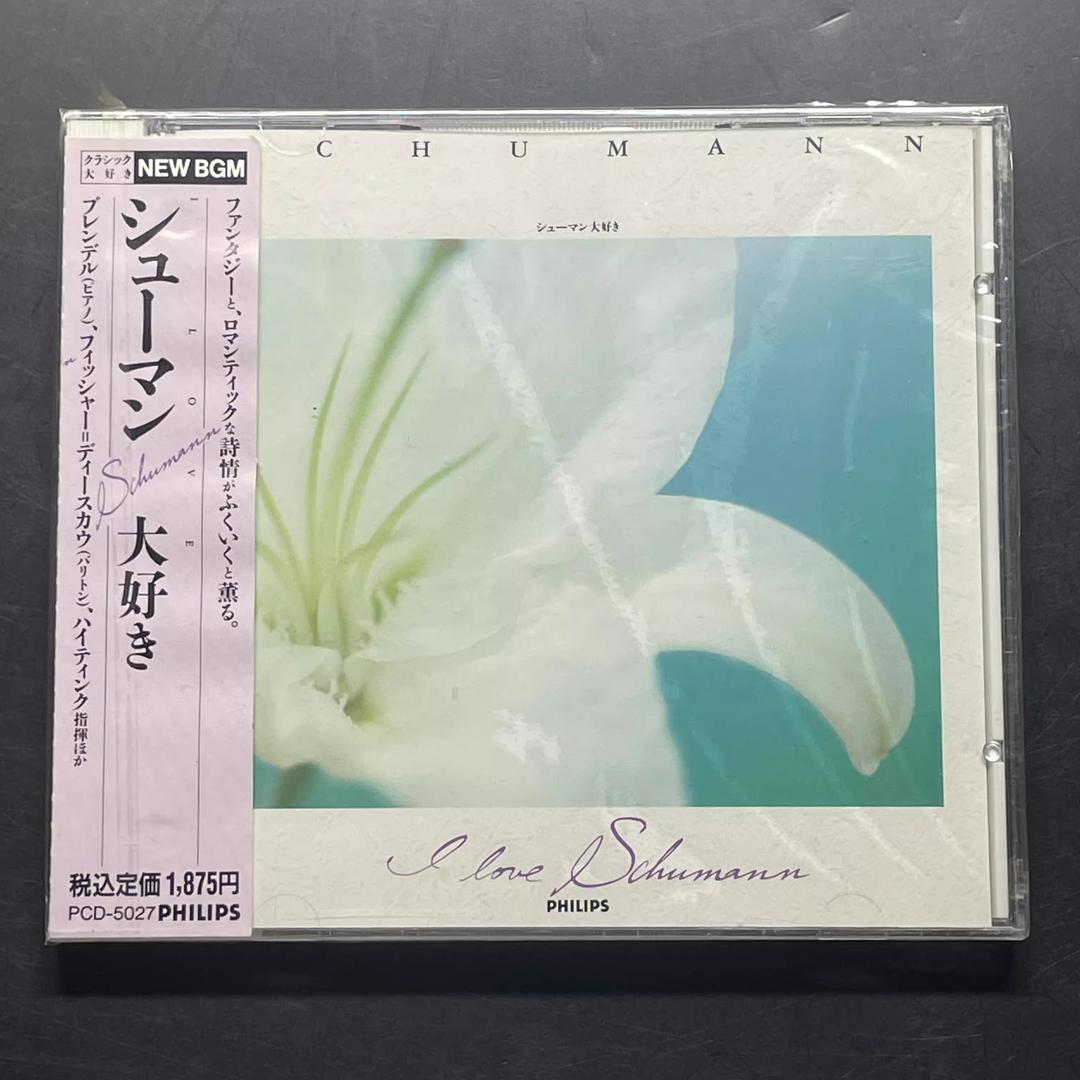 クラシック
大好き
NEW BGM
ファンタジーと、ロマンティックな詩情がふくいくと薫る。
I LOVE
シューマン 大好き
Schumann
ブレンデル(ピアノ)、フィッシャー=ディースカウ(バリトン)、ハイティンク指揮ほか
税込定価1,875円
PCD-5027 PHILIPS
CHUMANN
シューマン大好き
I love Schumann
PHILIPS